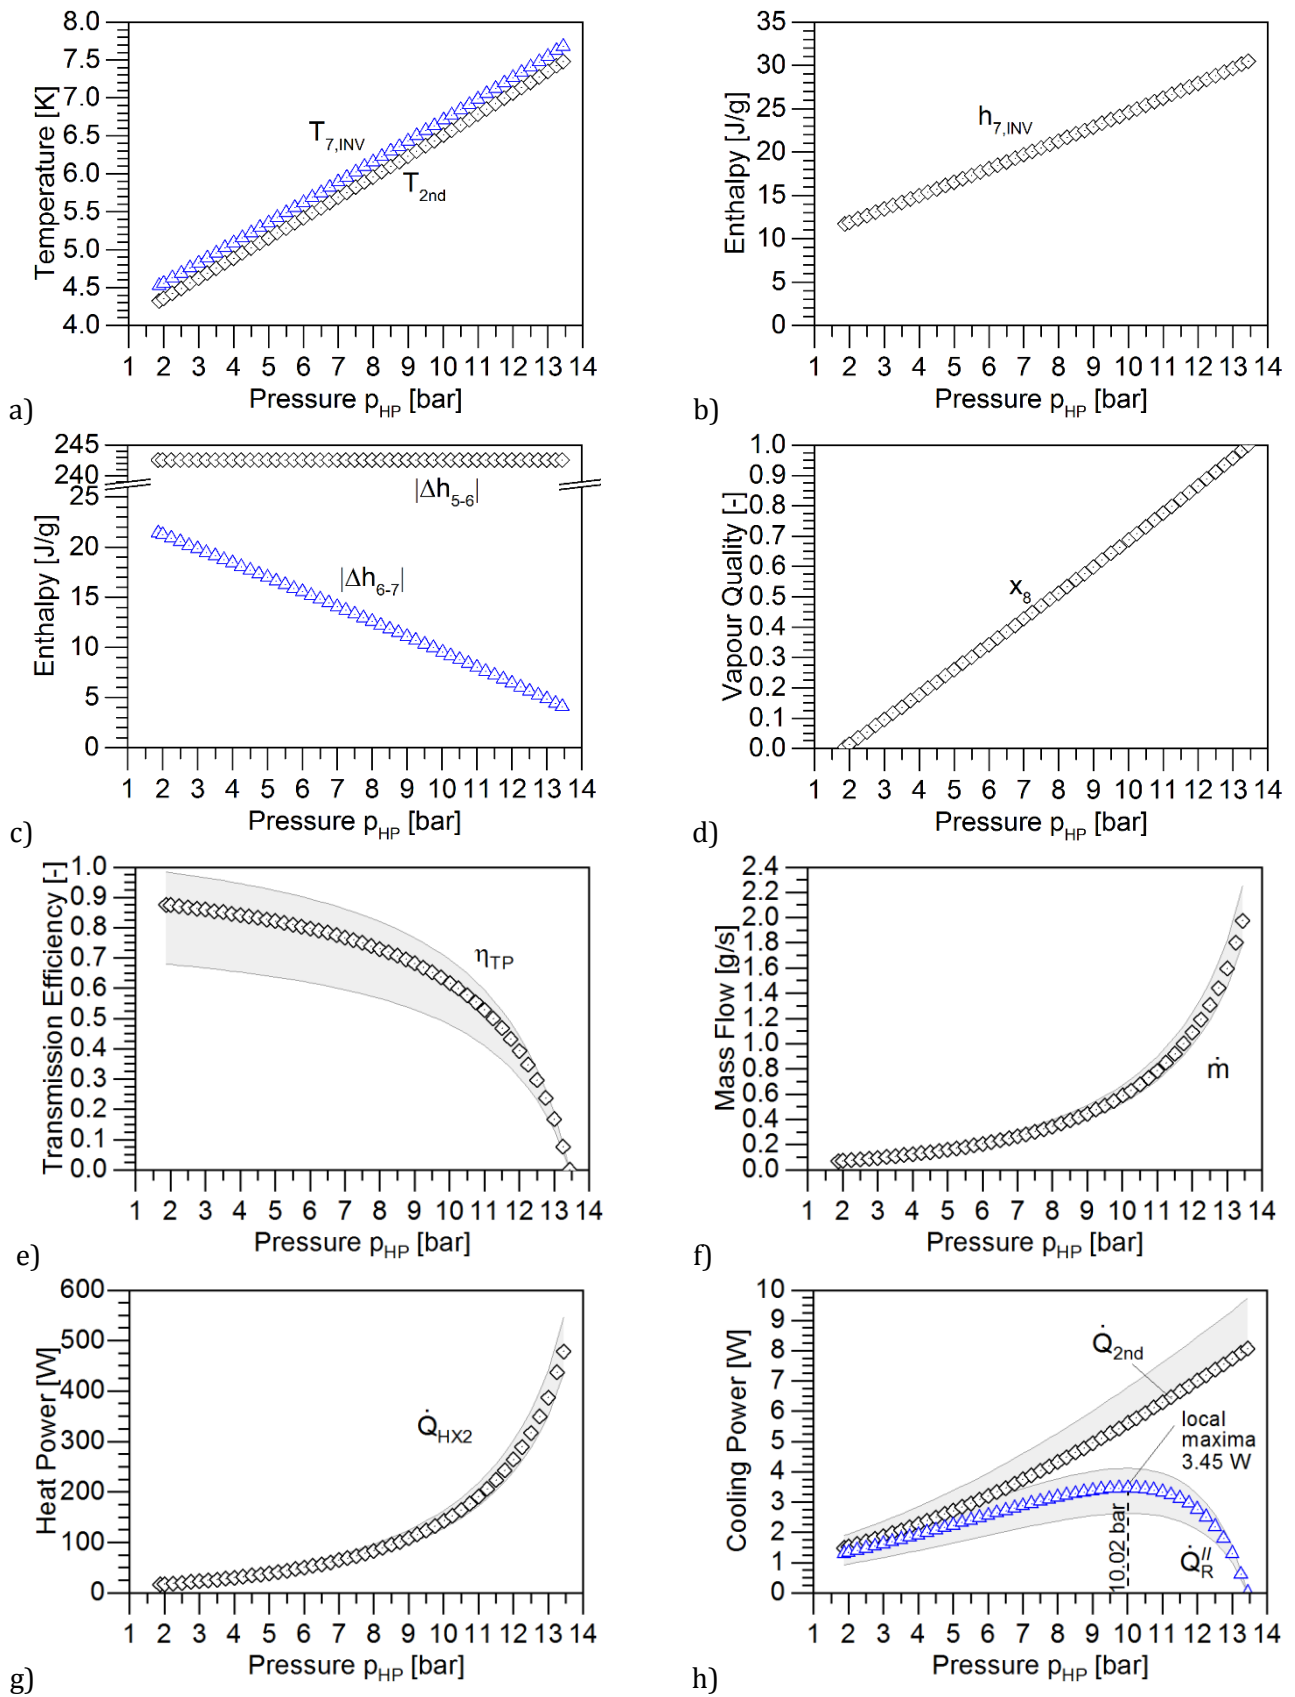 8.0
7.5
7.0
6.5
6.0
5.5
5.0
4.5
4.0
Temperature [K]
T7,INV
T2nd
1 2 3 4 5 6 7 8 9 10 11 12 13 14
Pressure pHP [bar]
a)
35
30
25
20
15
10
5
0
Enthalpy [J/g]
h7,INV
1 2 3 4 5 6 7 8 9 10 11 12 13 14
Pressure pHP [bar]
b)
245
240
25
20
15
10
5
0
Enthalpy [J/g]
|Δh5-6|
|Δh6-7|
1 2 3 4 5 6 7 8 9 10 11 12 13 14
Pressure pHP [bar]
c)
1.0
0.9
0.8
0.7
0.6
0.5
0.4
0.3
0.2
0.1
0.0
Vapour Quality [-]
x8
1 2 3 4 5 6 7 8 9 10 11 12 13 14
Pressure pHP [bar]
d)
1.0
0.9
0.8
0.7
0.6
0.5
0.4
0.3
0.2
0.1
0.0
Transmission Efficiency [-]
ηTP
1 2 3 4 5 6 7 8 9 10 11 12 13 14
Pressure pHP [bar]
e)
2.4
2.2
2.0
1.8
1.6
1.4
1.2
1.0
0.8
0.6
0.4
0.2
0.0
Mass Flow [g/s]
ṁ
1 2 3 4 5 6 7 8 9 10 11 12 13 14
Pressure pHP [bar]
f)
600
500
400
300
200
100
0
Heat Power [W]
Q̇HX2
1 2 3 4 5 6 7 8 9 10 11 12 13 14
Pressure pHP [bar]
g)
10
9
8
7
6
5
4
3
2
1
0
Cooling Power [W]
Q̇2nd
local
maxima
3.45 W
10.02 bar
Q̇R//
1 2 3 4 5 6 7 8 9 10 11 12 13 14
Pressure pHP [bar]
h)